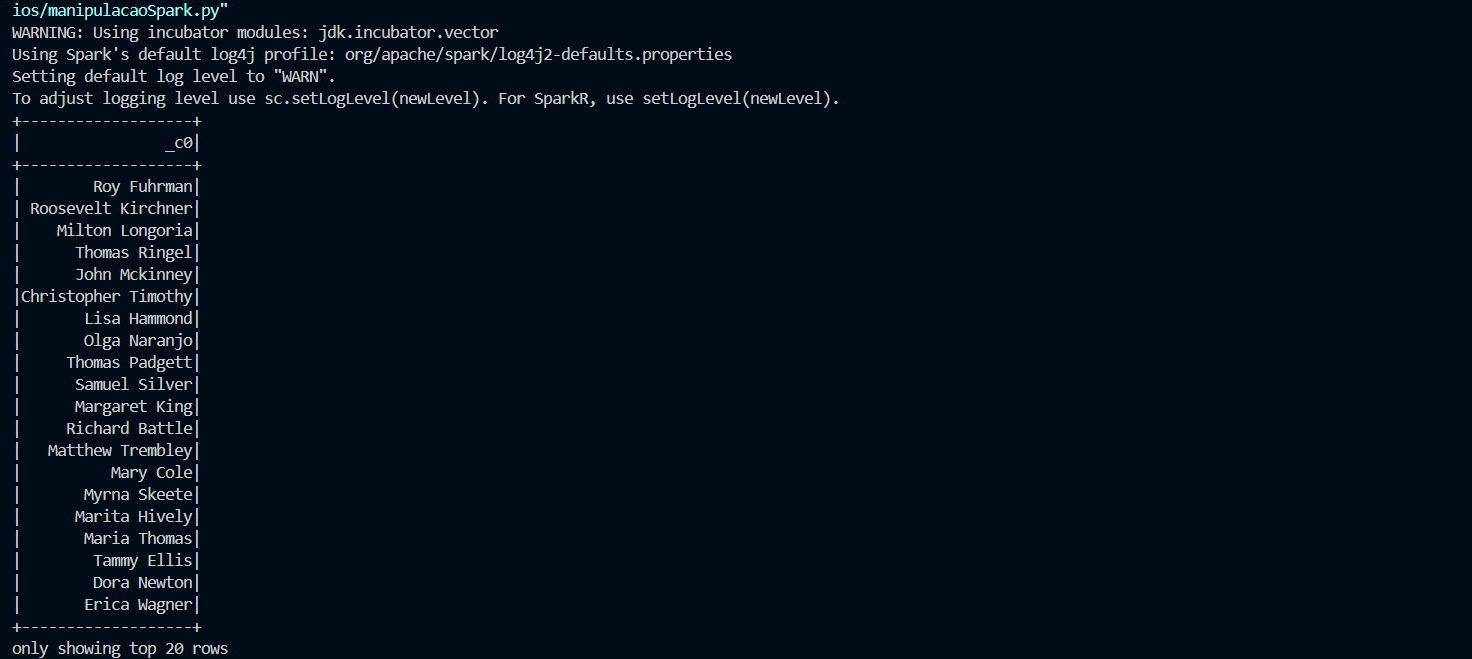 ios/manipulacaoSpark.py"
WARNING: Using incubator modules: jdk.incubator.vector
Using Spark's default log4j profile: org/apache/spark/log4j2-defaults.properties
Setting default log level to "WARN".
To adjust logging level use sc.setLogLevel(newLevel). For SparkR, use setLogLevel(newLevel).
+-------------------+
|                _c0|
+-------------------+
|        Roy Fuhrman|
| Roosevelt Kirchner|
|    Milton Longoria|
|      Thomas Ringel|
|      John Mckinney|
|Christopher Timothy|
|       Lisa Hammond|
|       Olga Naranjo|
|     Thomas Padgett|
|      Samuel Silver|
|      Margaret King|
|     Richard Battle|
|   Matthew Trembley|
|          Mary Cole|
|       Myrna Skeete|
|      Marita Hively|
|       Maria Thomas|
|        Tammy Ellis|
|        Dora Newton|
|       Erica Wagner|
+-------------------+
only showing top 20 rows